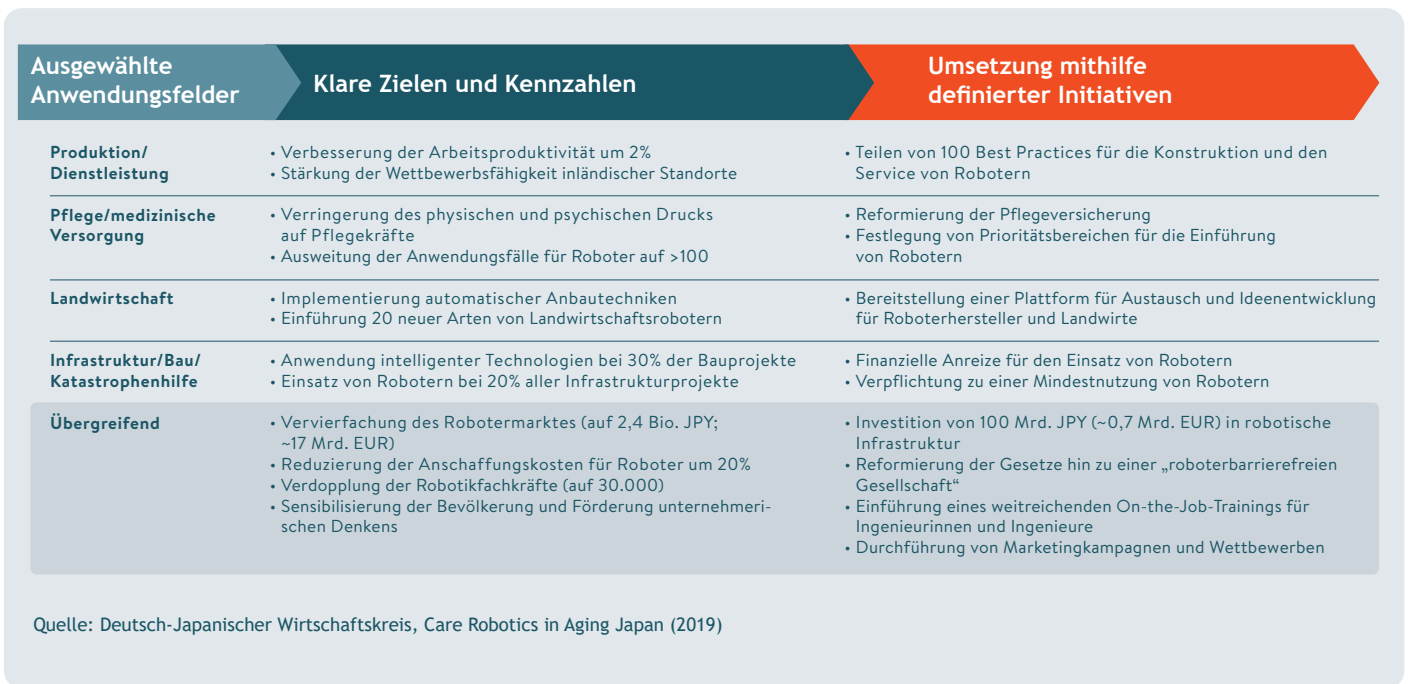 Ausgewählte
Anwendungsfelder
Klare Zielen und Kennzahlen
Umsetzung mithilfe
definierter Initiativen
Produktion/
Dienstleistung
• Verbesserung der Arbeitsproduktivität um 2%
• Stärkung der Wettbewerbsfähigkeit inländischer Standorte
• Teilen von 100 Best Practices für die Konstruktion und den
Service von Robotern
Pflege/medizinische
Versorgung
• Verringerung des physischen und psychischen Drucks
auf Pflegekräfte
• Ausweitung der Anwendungsfälle für Roboter auf >100
• Reformierung der Pflegeversicherung
• Festlegung von Prioritätsbereichen für die Einführung
von Robotern
Landwirtschaft
• Implementierung automatischer Anbautechniken
• Einführung 20 neuer Arten von Landwirtschaftsrobotern
• Bereitstellung einer Plattform für Austausch und Ideenentwicklung
für Roboterhersteller und Landwirte
Infrastruktur/Bau/
Katastrophenhilfe
• Anwendung intelligenter Technologien bei 30% der Bauprojekte
• Einsatz von Robotern bei 20% aller Infrastrukturprojekte
• Finanzielle Anreize für den Einsatz von Robotern
• Verpflichtung zu einer Mindestnutzung von Robotern
Übergreifend
• Vervierfachung des Robotermarktes (auf 2,4 Bio. JPY;
~17 Mrd. EUR)
• Reduzierung der Anschaffungskosten für Roboter um 20%
• Verdopplung der Robotikfachkräfte (auf 30.000)
• Sensibilisierung der Bevölkerung und Förderung unternehmeri-
schen Denkens
• Investition von 100 Mrd. JPY (~0,7 Mrd. EUR) in robotische
Infrastruktur
• Reformierung der Gesetze hin zu einer „roboterbarrierefreien
Gesellschaft“
• Einführung eines weitreichenden On-the-Job-Trainings für
Ingenieurinnen und Ingenieure
• Durchführung von Marketingkampagnen und Wettbewerben
Quelle: Deutsch-Japanischer Wirtschaftskreis, Care Robotics in Aging Japan (2019)